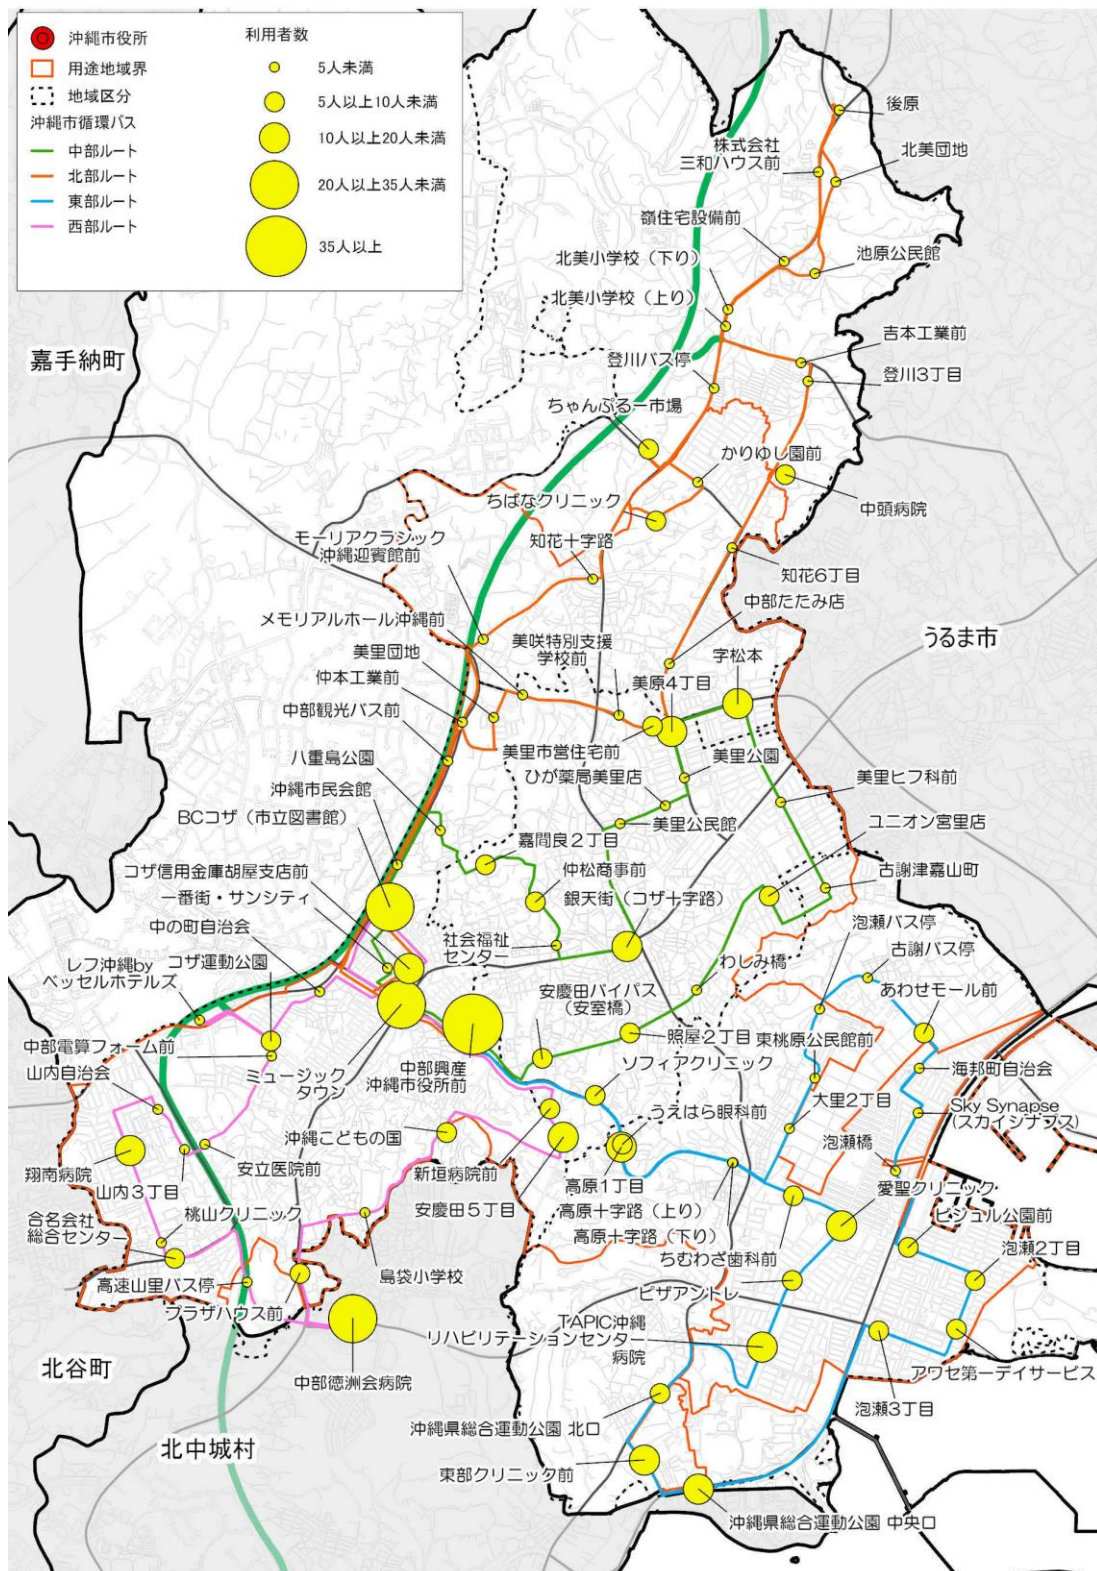 沖縄市役所
用途地域界
地域区分
沖縄市循環バス
中部ルート
北部ルート
東部ルート
西部ルート
利用者数
5人未満
5人以上10人未満
10人以上20人未満
20人以上35人未満
35人以上
後原
株式会社
三和ハウス前
北美団地
嶺住宅設備前
北美小学校（下り）
池原公民館
北美小学校（上り）
嘉手納町
吉本工業前
登川バス停
登川3丁目
ちゃんぷるー市場
かりゆし園前
ちばなクリニック
中頭病院
モーリアクラシック
沖縄迎賓館前
知花十字路
知花6丁目
中部たたみ店
メモリアルホール沖縄前
美咲特別支援
学校前
うるま市
字松本
美里団地
美原4丁目
仲本工業前
中部観光バス前
美里市営住宅前
美里公園
八重島公園
ひが薬局美里店
美里ヒフ科前
沖縄市民会館
BCコザ（市立図書館）
美里公民館
ユニオン宮里店
嘉間良2丁目
コザ信用金庫胡屋支店前
仲松商事前
古謝津嘉山町
一番街・サンシティ
銀天街（コザ十字路）
中の町自治会
泡瀬バス停
社会福祉
センター
古謝バス停
コザ運動公園
レフ沖縄by
ベッセルホテルズ
わしみ橋
あわせモール前
安慶田バイパス
（安室橋）
中部電算フォーム前
照屋2丁目
東桃原公民館前
山内自治会
ミュージック
タウン
中部興産
沖縄市役所前
ソフィアクリニック
海邦町自治会
大里2丁目
Sky Synapse
（スカイシナプス）
うえはら眼科前
沖縄こどもの国
泡瀬橋
翔南病院
安立医院前
新垣病院前
高原1丁目
愛聖クリニック
山内3丁目
桃山クリニック
安慶田5丁目
高原十字路（上り）
ビジュル公園前
合名会社
総合センター
高原十字路（下り）
泡瀬2丁目
ちむわざ歯科前
島袋小学校
高速山里バス停
ピザアントレ
プラザハウス前
TAPIC沖縄
リハビリテーションセンター
病院
北谷町
アワセ第一デイサービス
中部徳洲会病院
泡瀬3丁目
沖縄県総合運動公園 北口
北中城村
東部クリニック前
沖縄県総合運動公園 中央口